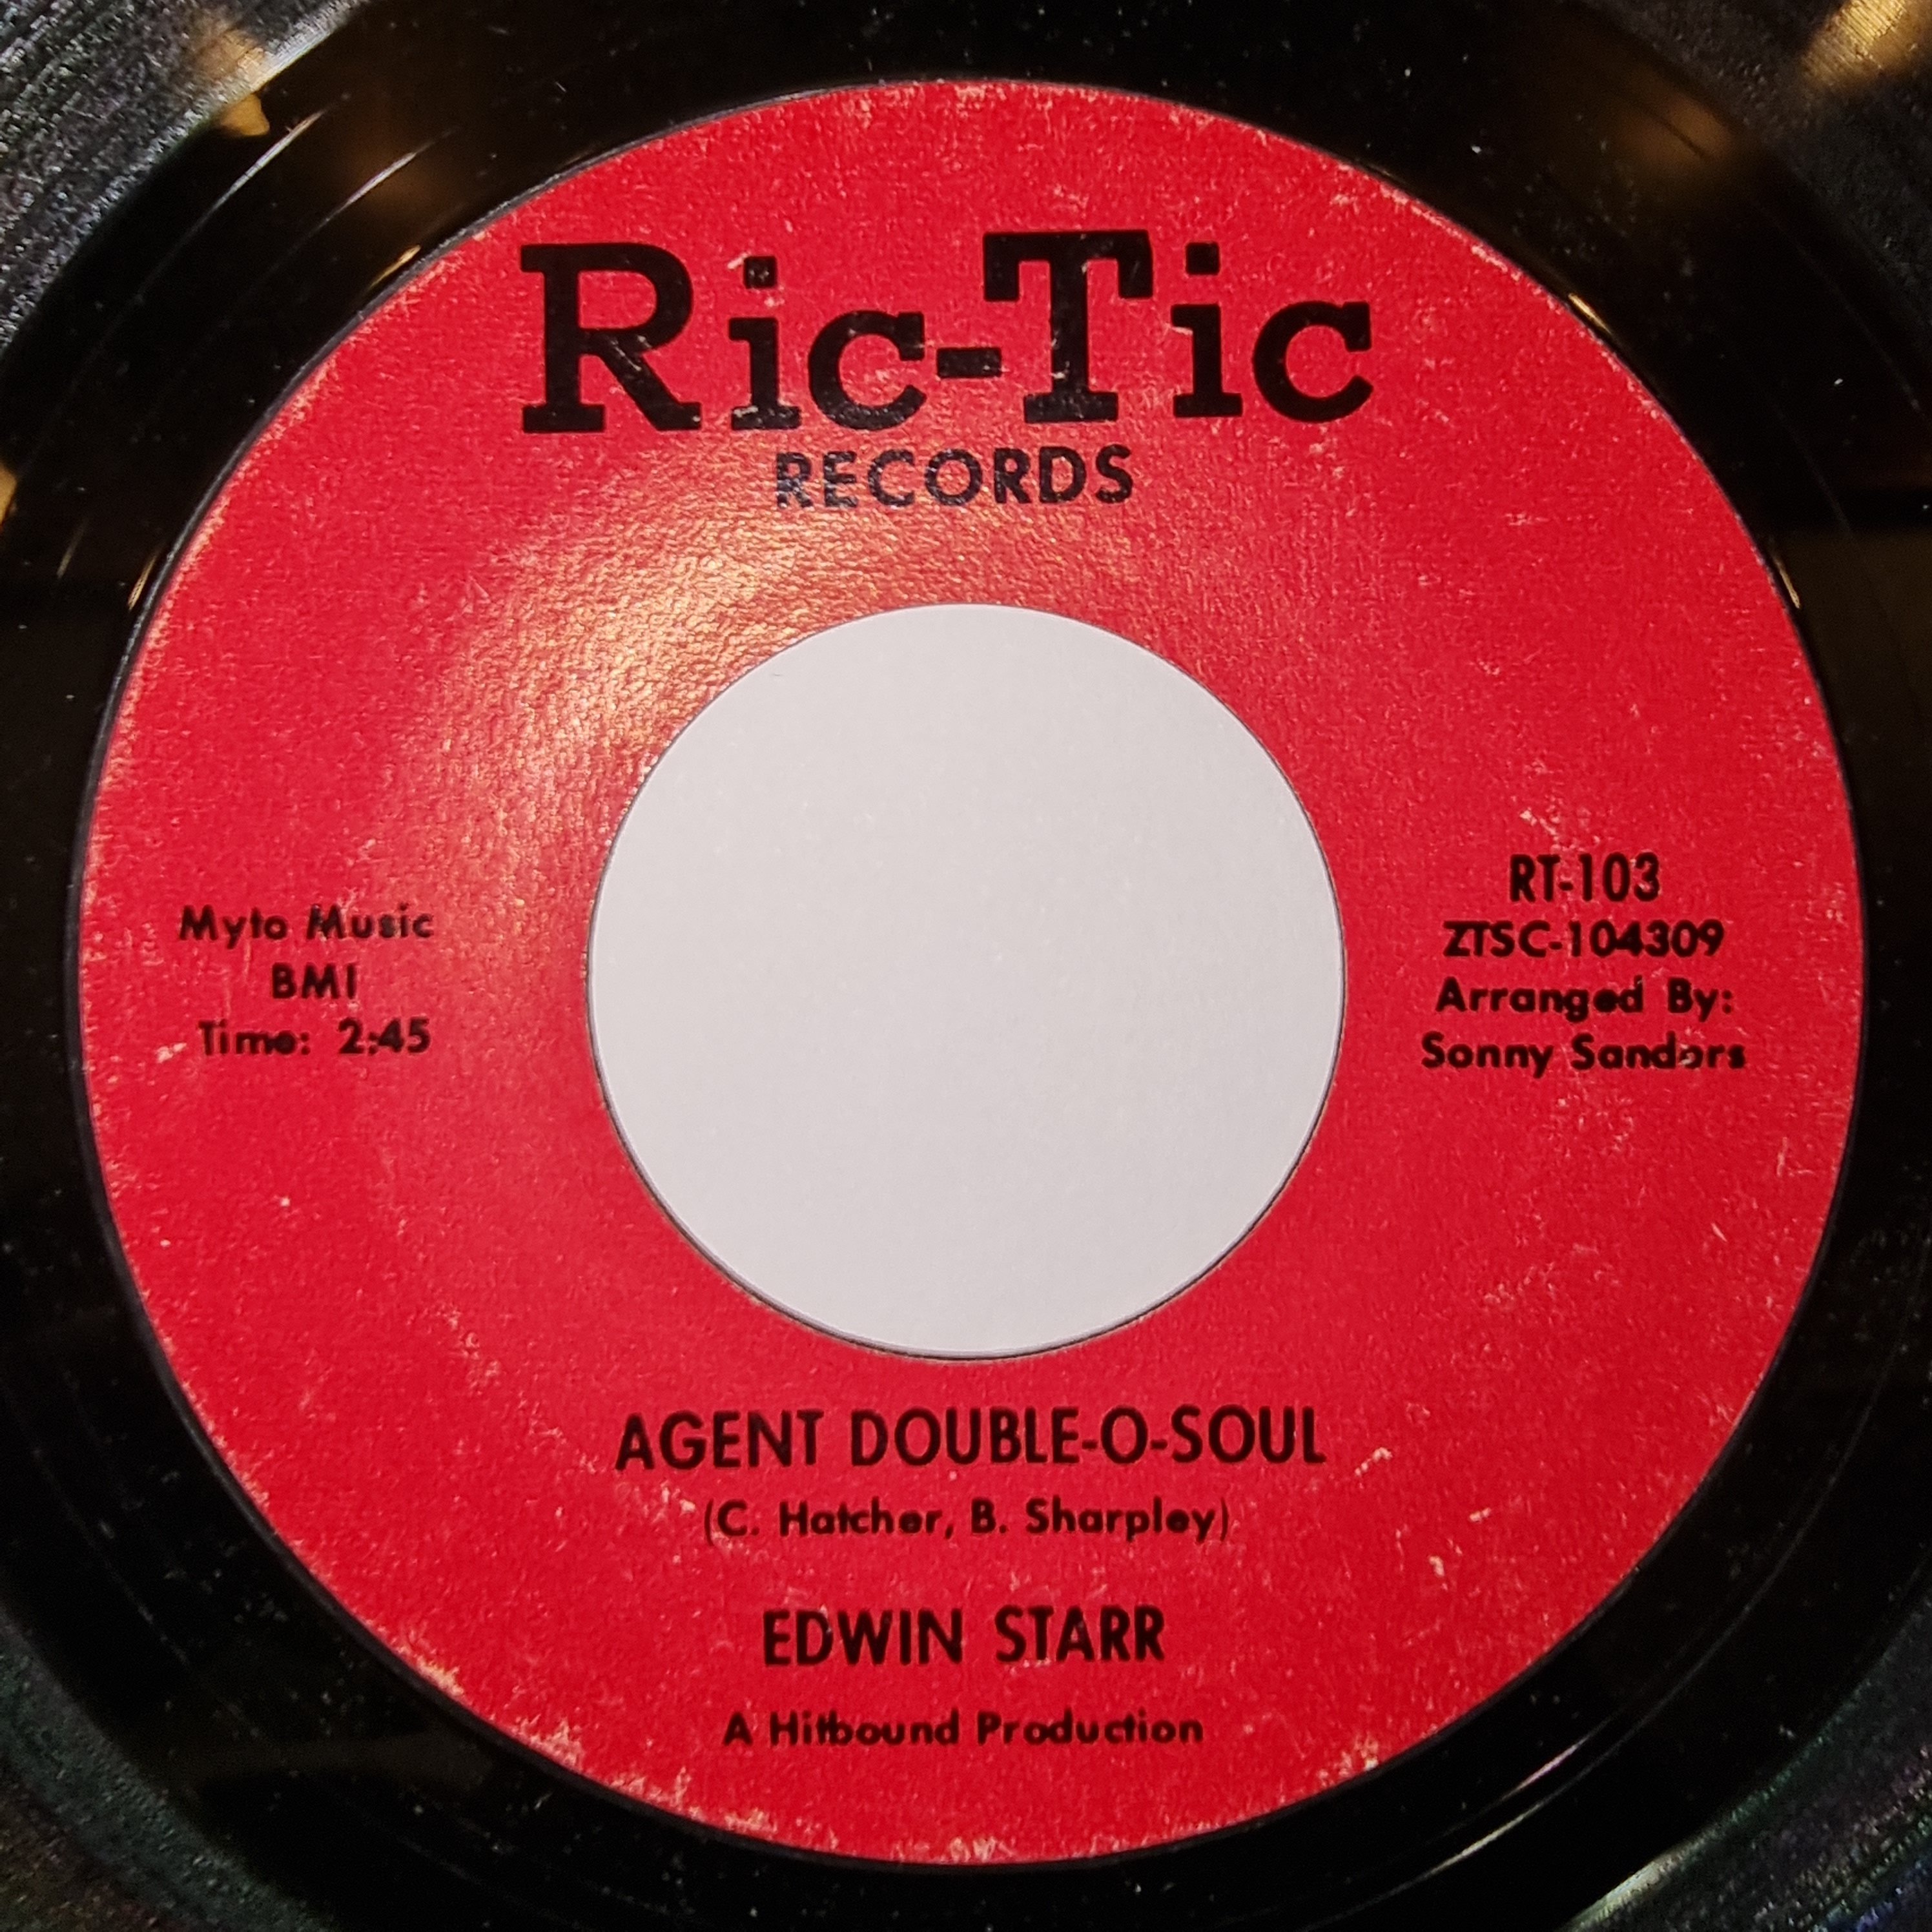 Ric-Tic
RECORDS
Myto Music
BMI
Time: 2:45
RT-103
ZTSC-104309
Arranged By:
Sonny Sanders
AGENT DOUBLE-O-SOUL
(C. Hatcher, B. Sharpley)
EDWIN STARR
A Hitbound Production